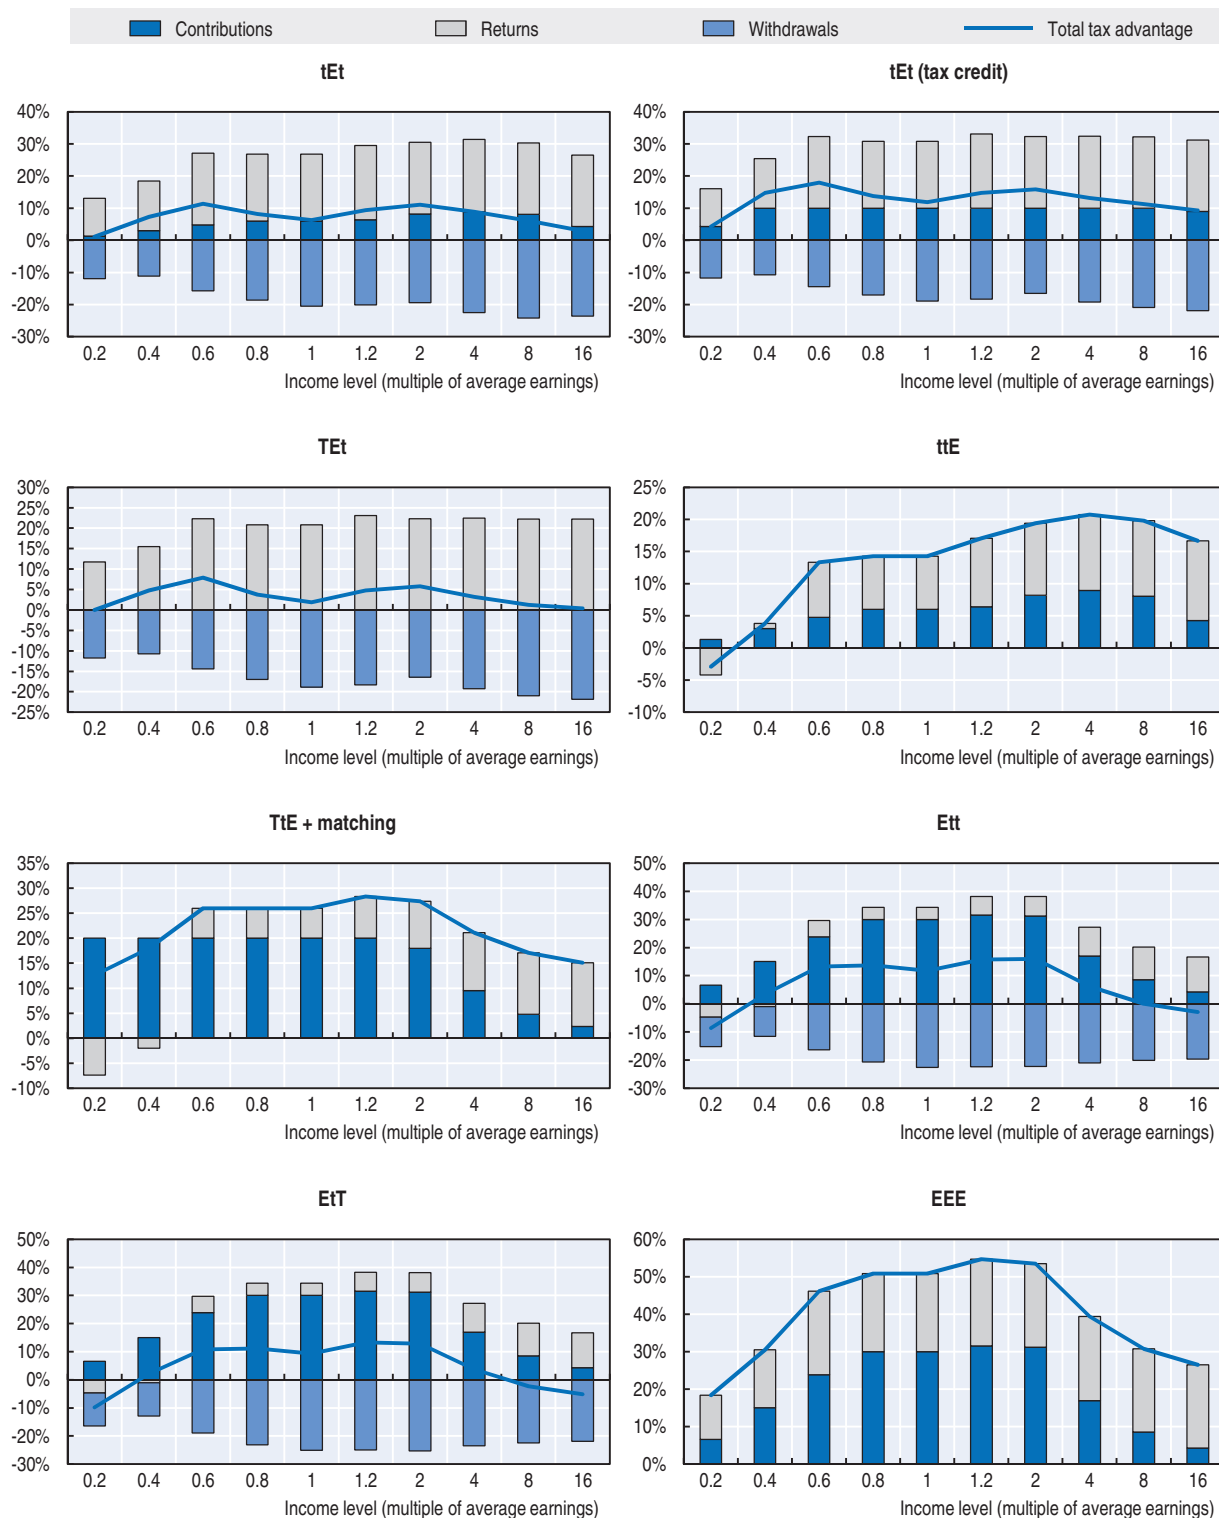 Contributions Returns Withdrawals Total tax advantage
tEt
40%
30%
20%
10%
0%
-10%
-20%
-30%
0.2 0.4 0.6 0.8 1 1.2 2 4 8 16
Income level (multiple of average earnings)
tEt (tax credit)
40%
30%
20%
10%
0%
-10%
-20%
-30%
0.2 0.4 0.6 0.8 1 1.2 2 4 8 16
Income level (multiple of average earnings)
TEt
30%
25%
20%
15%
10%
5%
0%
-5%
-10%
-15%
-20%
-25%
0.2 0.4 0.6 0.8 1 1.2 2 4 8 16
Income level (multiple of average earnings)
ttE
25%
20%
15%
10%
5%
0%
-5%
-10%
0.2 0.4 0.6 0.8 1 1.2 2 4 8 16
Income level (multiple of average earnings)
TtE + matching
35%
30%
25%
20%
15%
10%
5%
0%
-5%
-10%
0.2 0.4 0.6 0.8 1 1.2 2 4 8 16
Income level (multiple of average earnings)
Ett
50%
40%
30%
20%
10%
0%
-10%
-20%
-30%
0.2 0.4 0.6 0.8 1 1.2 2 4 8 16
Income level (multiple of average earnings)
EtT
50%
40%
30%
20%
10%
0%
-10%
-20%
-30%
0.2 0.4 0.6 0.8 1 1.2 2 4 8 16
Income level (multiple of average earnings)
EEE
60%
50%
40%
30%
20%
10%
0%
0.2 0.4 0.6 0.8 1 1.2 2 4 8 16
Income level (multiple of average earnings)